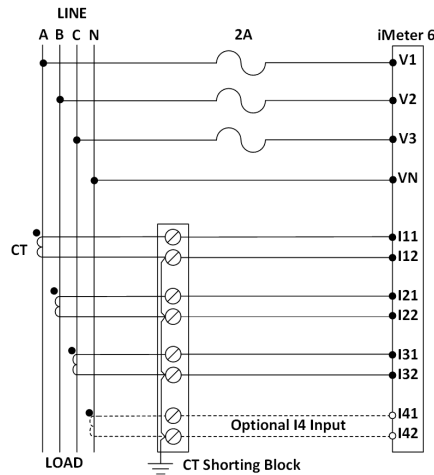 LINE
A B C N 2A iMeter 6
V1
V2
V3
VN
I11
CT I12
I21
I22
I31
I32
I41
Optional I4 Input
I42
LOAD CT Shorting Block